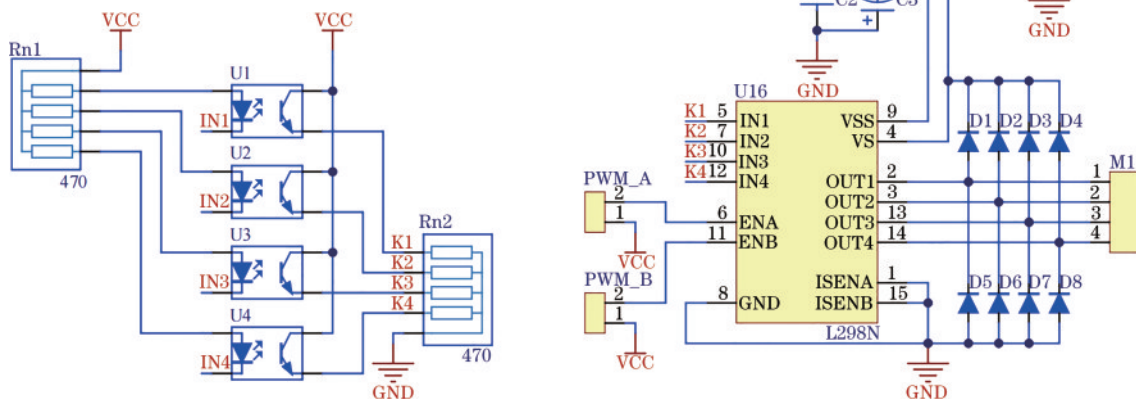 VCC
VCC
Rn1
470
U1
IN1
U2
IN2
U3
IN3
U4
IN4
K1
K2
K3
K4
Rn2
470
GND
C2
C3
GND
GND
U16
K1 5 IN1
K2 7 IN2
K3 10 IN3
K4 12 IN4
6 ENA
11 ENB
8 GND
VSS 9
VS 4
OUT1 2
OUT2 3
OUT3 13
OUT4 14
ISENA 1
ISENB 15
L298N
PWM_A
2
1
VCC
PWM_B
2
1
VCC
D1 D2 D3 D4
D5 D6 D7 D8
M1
1
2
3
4
GND